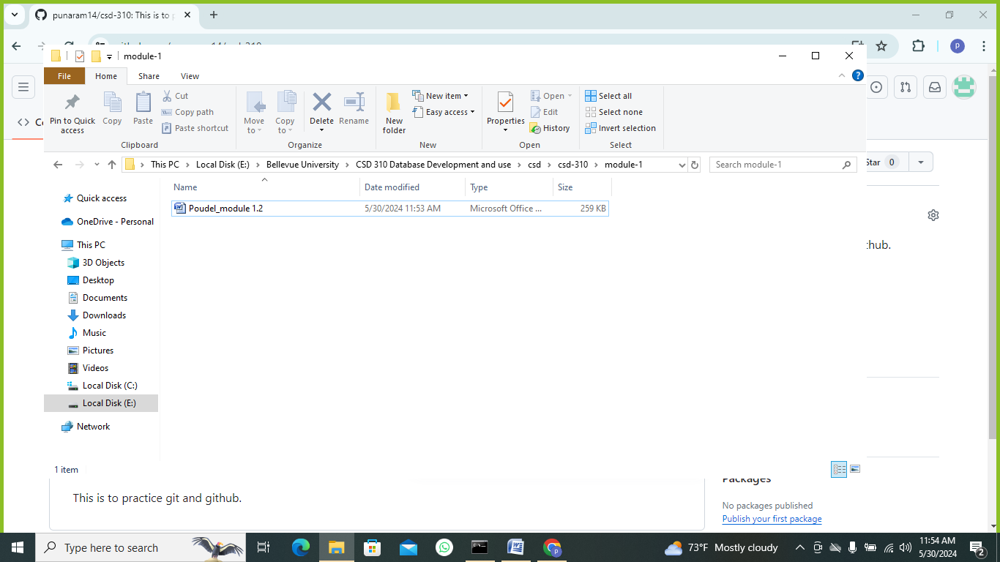 punaram14/csd-310: This is to p
module-1
File Home Share View
Pin to Quick access
Copy
Paste
Cut
Copy path
Paste shortcut
Clipboard
Move to
Copy to
Delete
Rename
Organize
New folder
New item
Easy access
New
Properties
Open
Edit
History
Open
Select all
Select none
Invert selection
Select
This PC > Local Disk (E:) > Bellevue University > CSD 310 Database Development and use > csd > csd-310 > module-1
Search module-1
Star 0
Name Date modified Type Size
Poudel_module 1.2 5/30/2024 11:53 AM Microsoft Office ... 259 KB
Quick access
OneDrive - Personal
This PC
3D Objects
Desktop
Documents
Downloads
Music
Pictures
Videos
Local Disk (C:)
Local Disk (E:)
Network
1 item
This is to practice git and github.
Packages
No packages published
Publish your first package
Type here to search
73°F Mostly cloudy
11:54 AM
5/30/2024
2